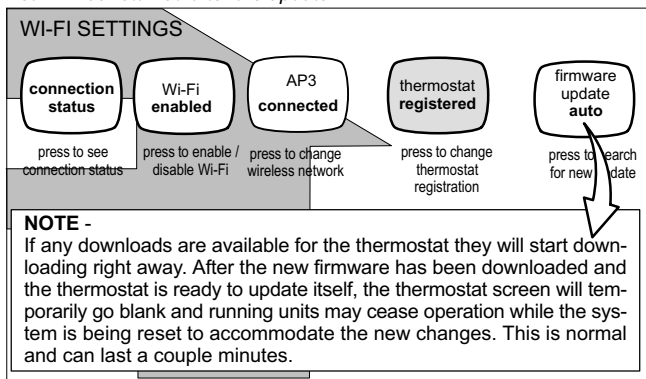 WI-FI SETTINGS
connection
status
Wi-Fi
enabled
AP3
connected
thermostat
registered
firmware
update
auto
press to see
connection status
press to enable /
disable Wi-Fi
press to change
wireless network
press to change
thermostat
registration
press to search
for new update
NOTE -
If any downloads are available for the thermostat they will start down-
loading right away. After the new firmware has been downloaded and
the thermostat is ready to update itself, the thermostat screen will tem-
porarily go blank and running units may cease operation while the sys-
tem is being reset to accommodate the new changes. This is normal
and can last a couple minutes.